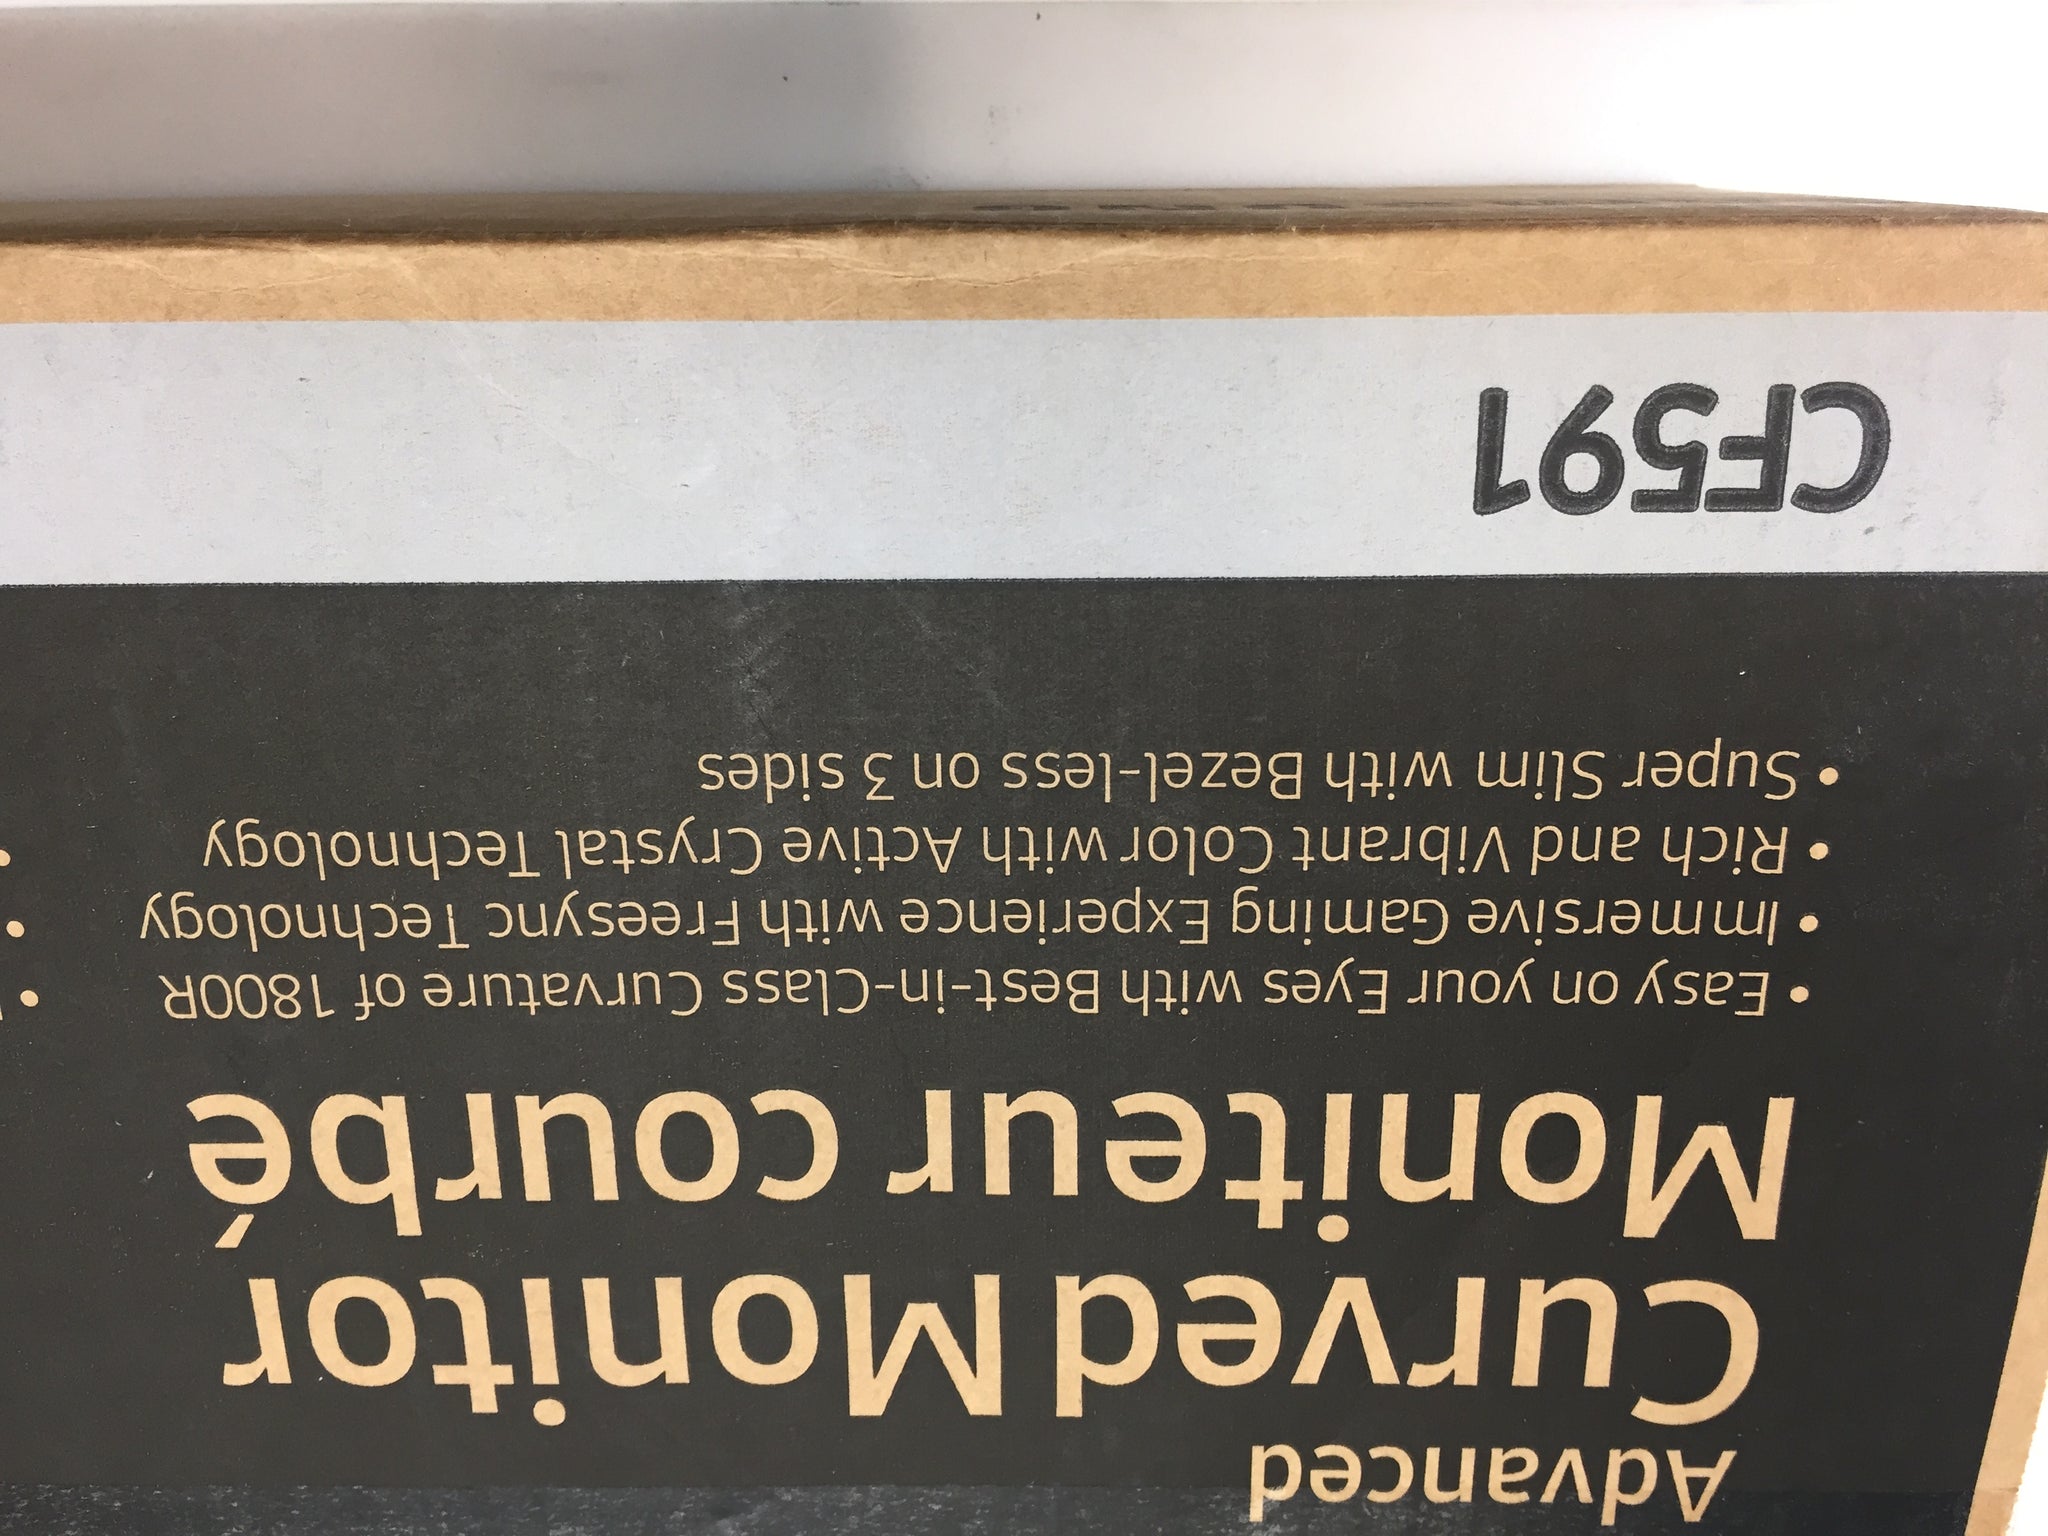 Advanced
Curved Monitor
Moniteur courbé
• Easy on your Eyes with Best-in-Class Curvature of 1800R
• Immersive Gaming Experience with Freesync Technology
• Rich and Vibrant Color with Active Crystal Technology
• Super Slim with Bezel-less on 3 sides
CF591